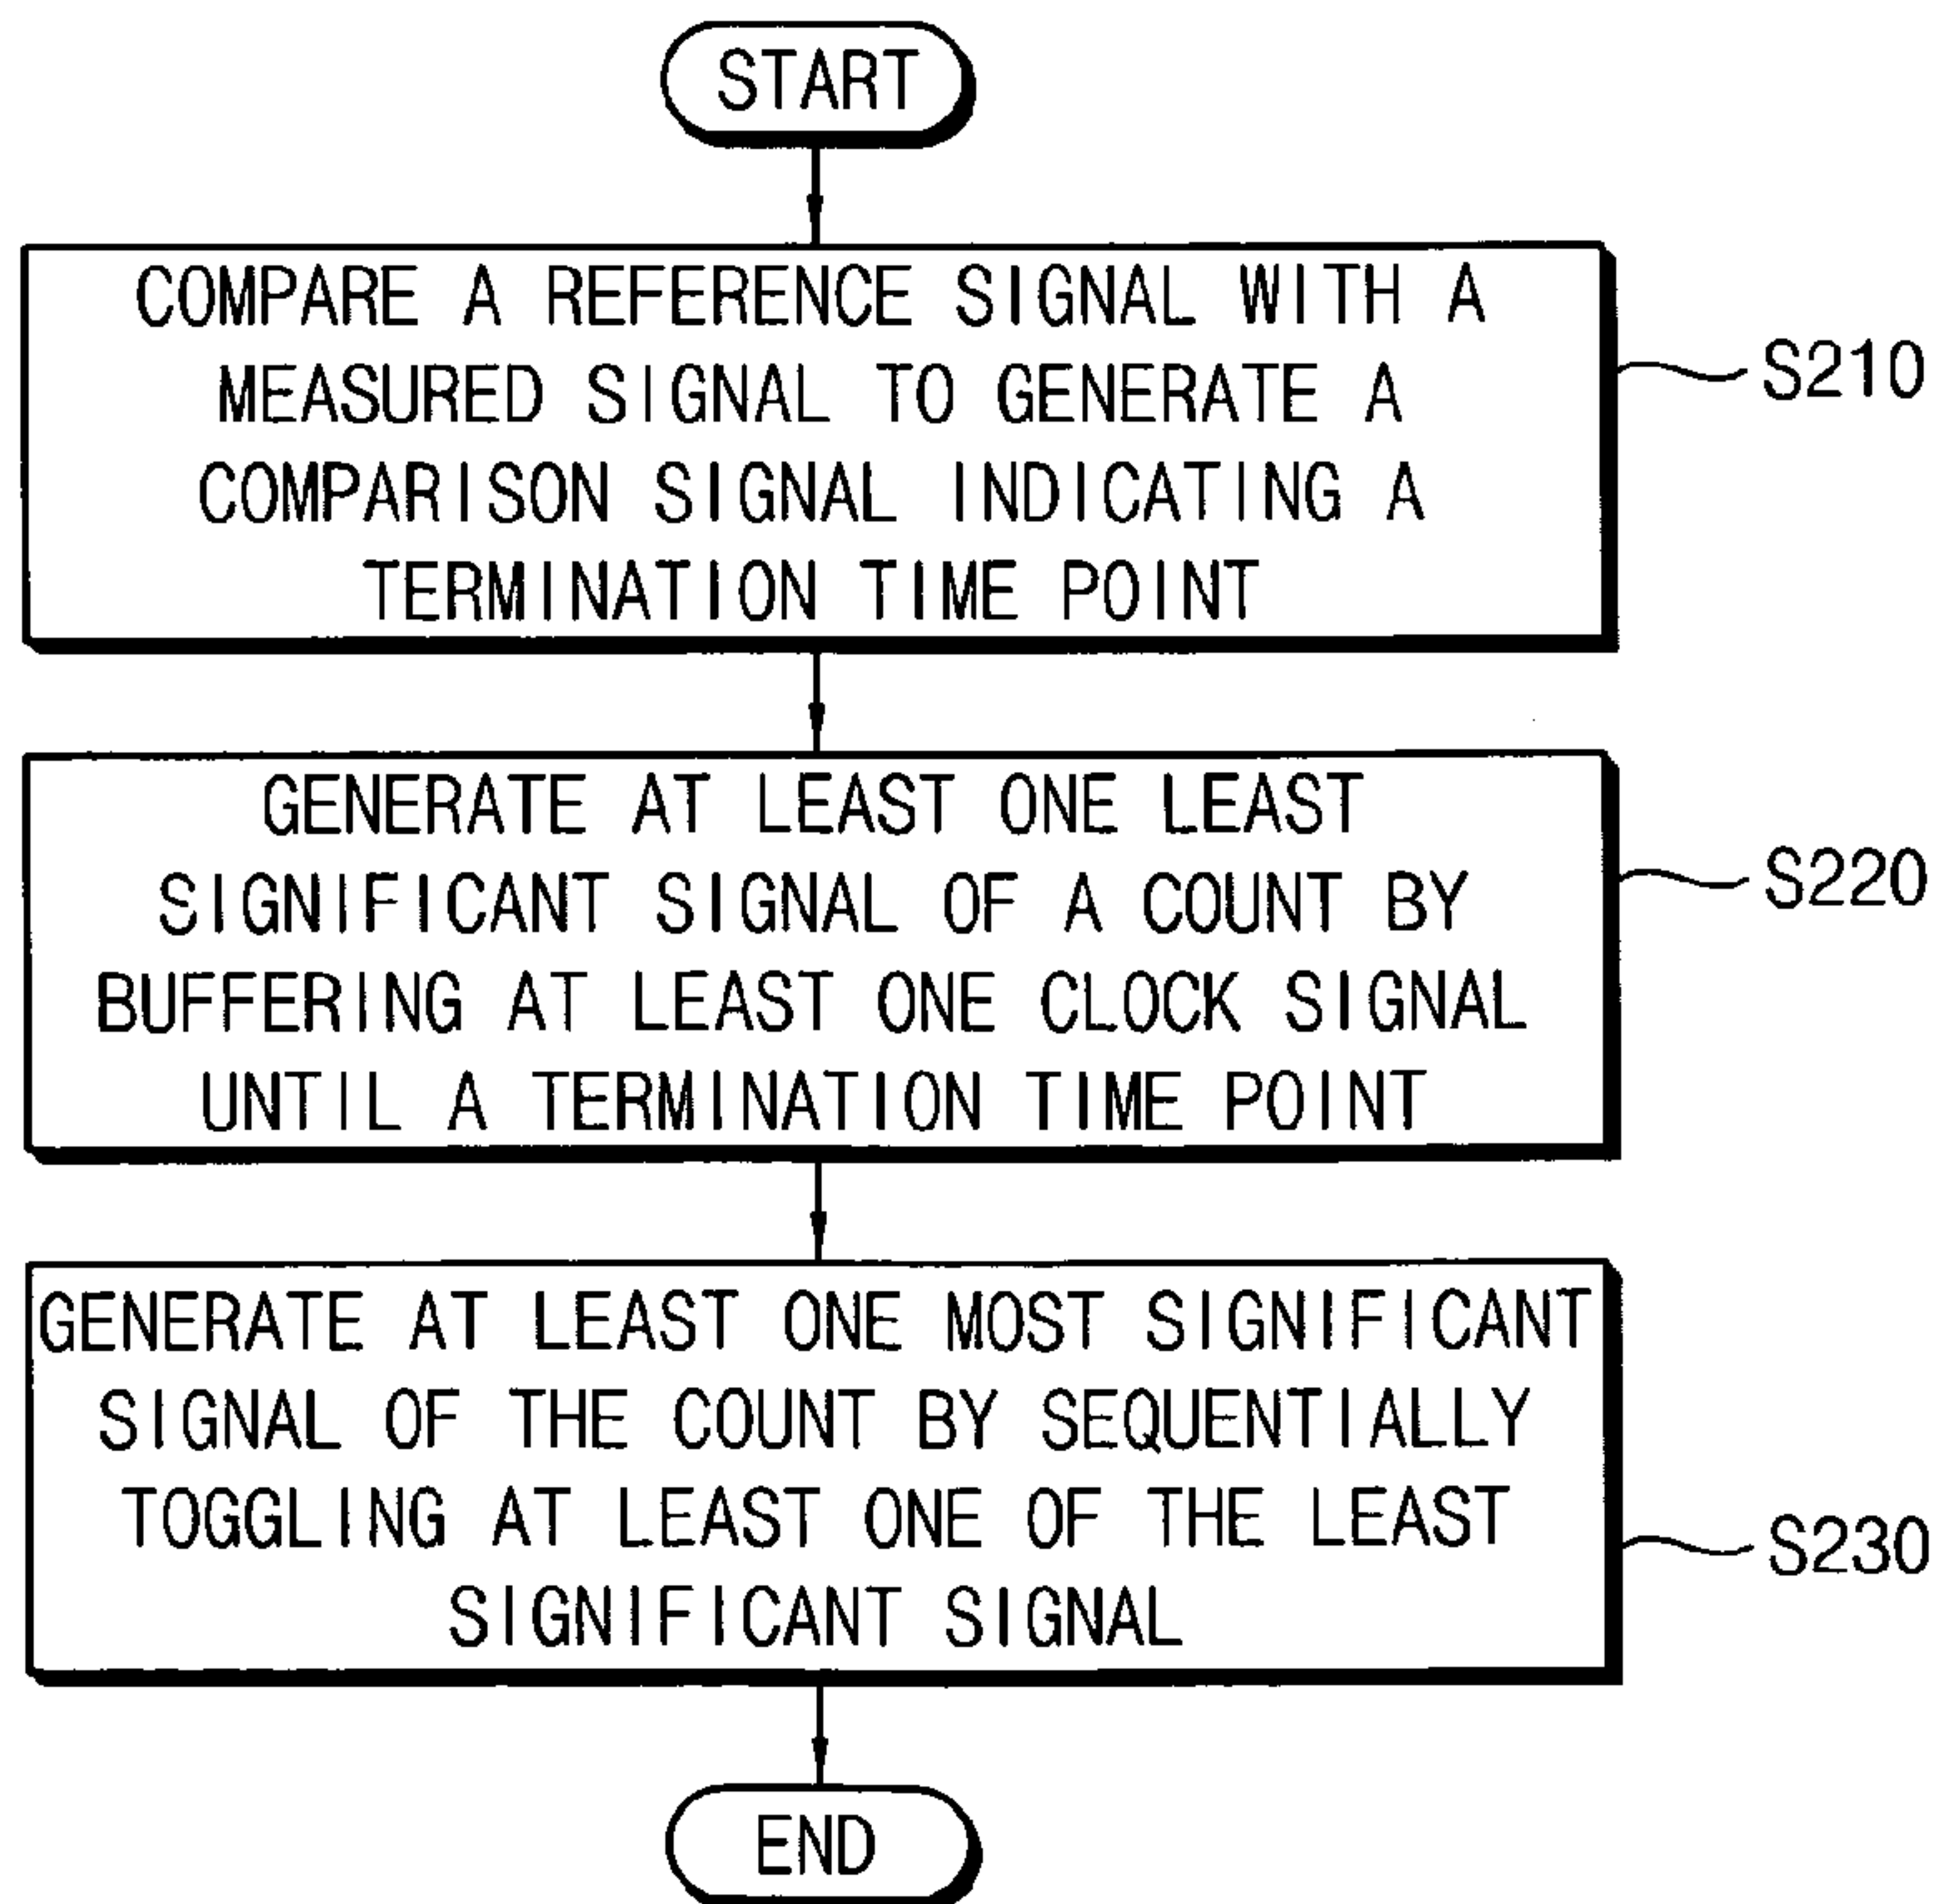 START
COMPARE A REFERENCE SIGNAL WITH A
MEASURED SIGNAL TO GENERATE A
COMPARISON SIGNAL INDICATING A
TERMINATION TIME POINT
S210
GENERATE AT LEAST ONE LEAST
SIGNIFICANT SIGNAL OF A COUNT BY
BUFFERING AT LEAST ONE CLOCK SIGNAL
UNTIL A TERMINATION TIME POINT
S220
GENERATE AT LEAST ONE MOST SIGNIFICANT
SIGNAL OF THE COUNT BY SEQUENTIALLY
TOGGLING AT LEAST ONE OF THE LEAST
SIGNIFICANT SIGNAL
S230
END